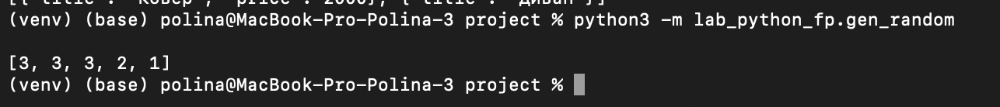 [{'title': 'Ковер', 'price': 2000}, {'title': 'Диван'}]
(venv) (base) polina@MacBook-Pro-Polina-3 project % python3 -m lab_python_fp.gen_random
[3, 3, 3, 2, 1]
(venv) (base) polina@MacBook-Pro-Polina-3 project %